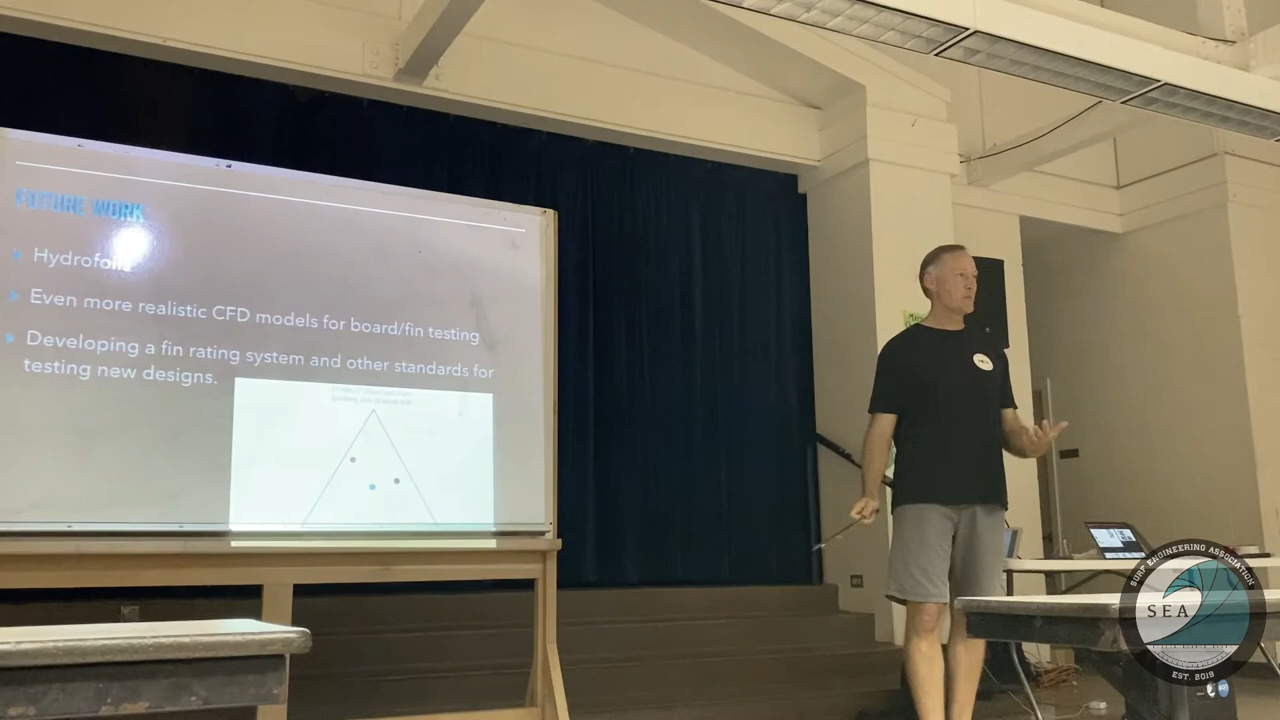 FUTURE WORK
Hydrofoils
Even more realistic CFD models for board/fin testing
Developing a fin rating system and other standards for
testing new designs.
SURF ENGINEERING ASSOCIATION
SEA
EST. 2018